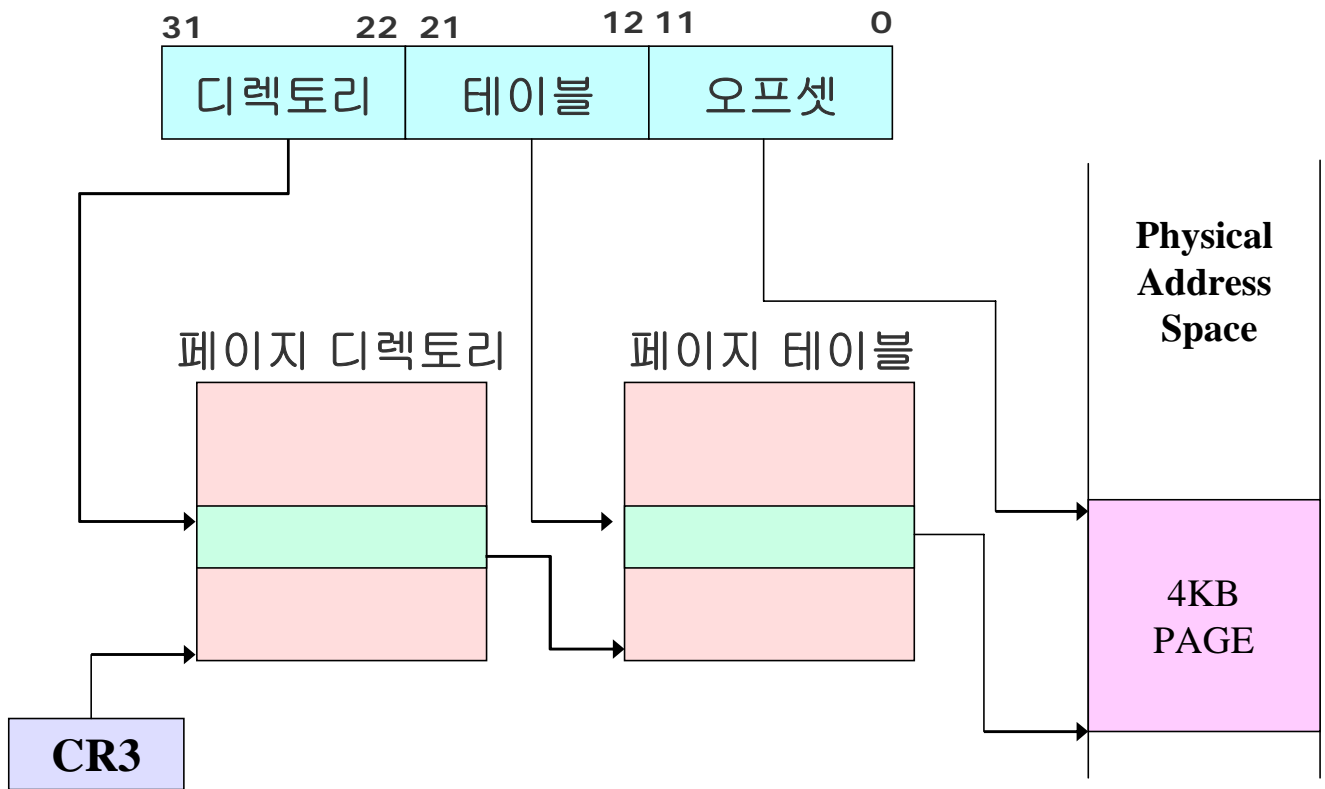 31 22 21 12 11 0
디렉토리 테이블 오프셋
Physical
Address
Space
페이지 디렉토리 페이지 테이블
4KB
PAGE
CR3